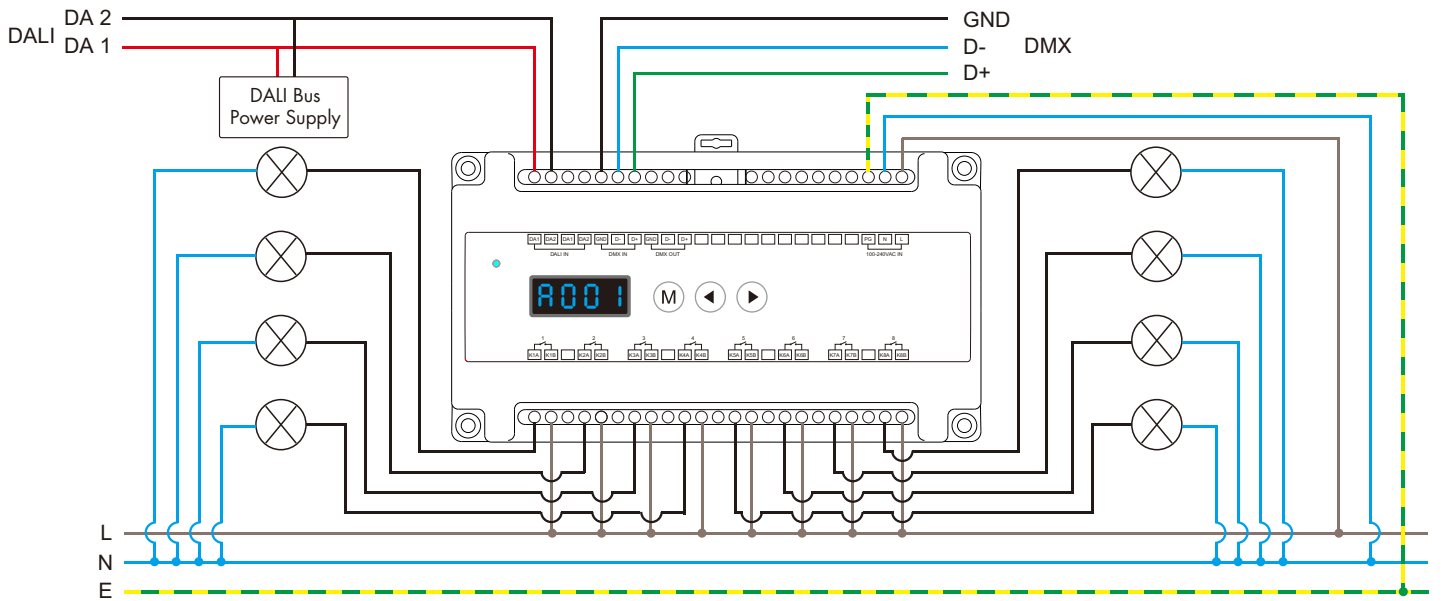 DALI
DA 2
DA 1
GND
D-
D+
DMX
DALI Bus
Power Supply
DA1 DA2 DA1 DA2 GND D- D+ GND D- D+ PG N L
DALI IN DMX IN DMX OUT 100-240VAC IN
A001
M
1 2 3 4 5 6 7 8
K1A K1B K2A K2B K3A K3B K4A K4B K5A K5B K6A K6B K7A K7B K8A K8B
L
N
E